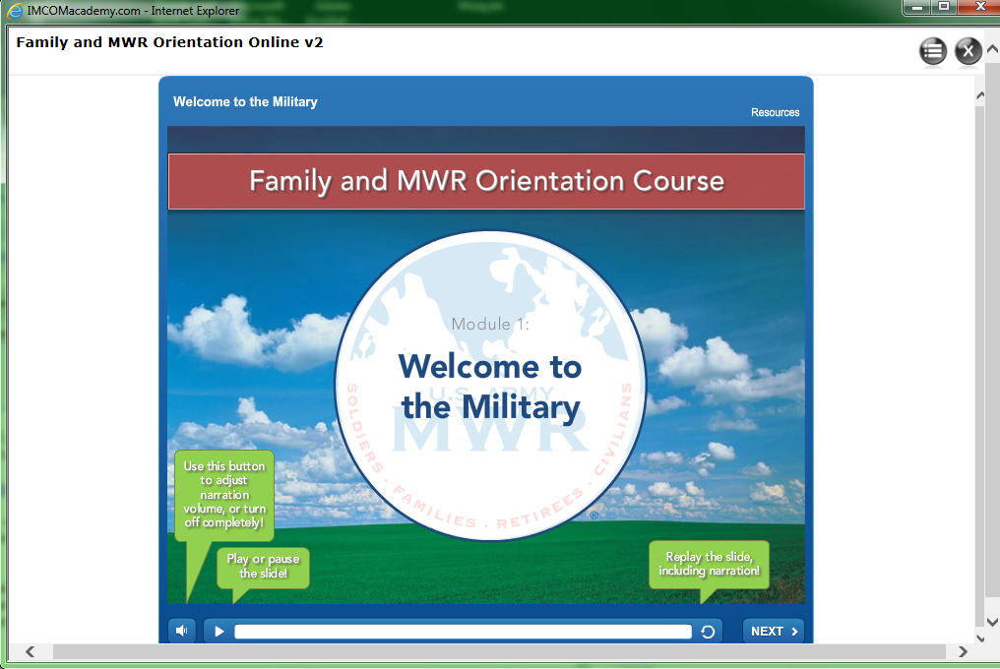 IMCOMacademy.com - Internet Explorer
Family and MWR Orientation Online v2
Welcome to the Military
Resources
Family and MWR Orientation Course
Module 1:
Welcome to
the Military
U.S. ARMY
MWR
SOLDIERS · FAMILIES · RETIREES · CIVILIANS
®
Use this button
to adjust
narration
volume, or turn
off completely!
Play or pause
the slide!
Replay the slide,
including narration!
NEXT